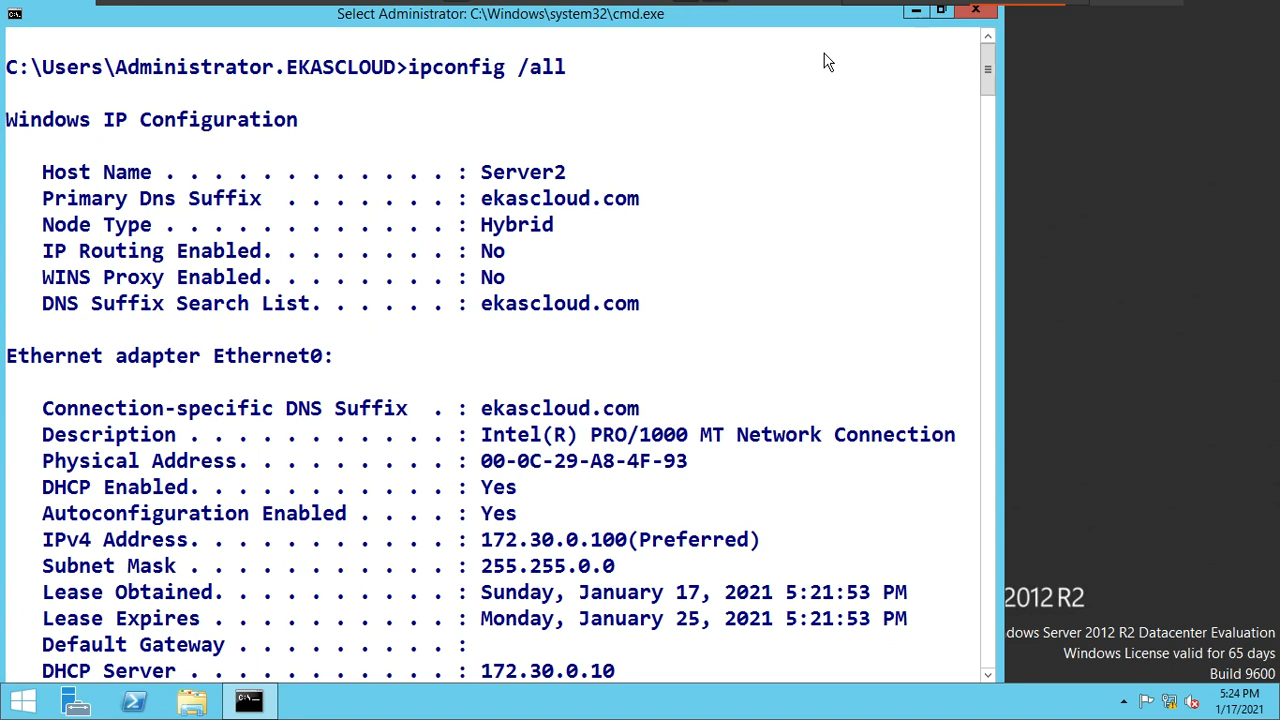 Select Administrator: C:\Windows\system32\cmd.exe
C:\Users\Administrator.EKASCLOUD>ipconfig /all
Windows IP Configuration
Host Name . . . . . . . . . . . . : Server2
Primary Dns Suffix . . . . . . . : ekascloud.com
Node Type . . . . . . . . . . . . : Hybrid
IP Routing Enabled. . . . . . . . : No
WINS Proxy Enabled. . . . . . . . : No
DNS Suffix Search List. . . . . . : ekascloud.com
Ethernet adapter Ethernet0:
Connection-specific DNS Suffix . : ekascloud.com
Description . . . . . . . . . . . : Intel(R) PRO/1000 MT Network Connection
Physical Address. . . . . . . . . : 00-0C-29-A8-4F-93
DHCP Enabled. . . . . . . . . . . : Yes
Autoconfiguration Enabled . . . . : Yes
IPv4 Address. . . . . . . . . . . : 172.30.0.100(Preferred)
Subnet Mask . . . . . . . . . . . : 255.255.0.0
Lease Obtained. . . . . . . . . . : Sunday, January 17, 2021 5:21:53 PM
Lease Expires . . . . . . . . . . : Monday, January 25, 2021 5:21:53 PM
Default Gateway . . . . . . . . . :
DHCP Server . . . . . . . . . . . : 172.30.0.10
2012 R2
dows Server 2012 R2 Datacenter Evaluation
Windows License valid for 65 days
Build 9600
5:24 PM
1/17/2021